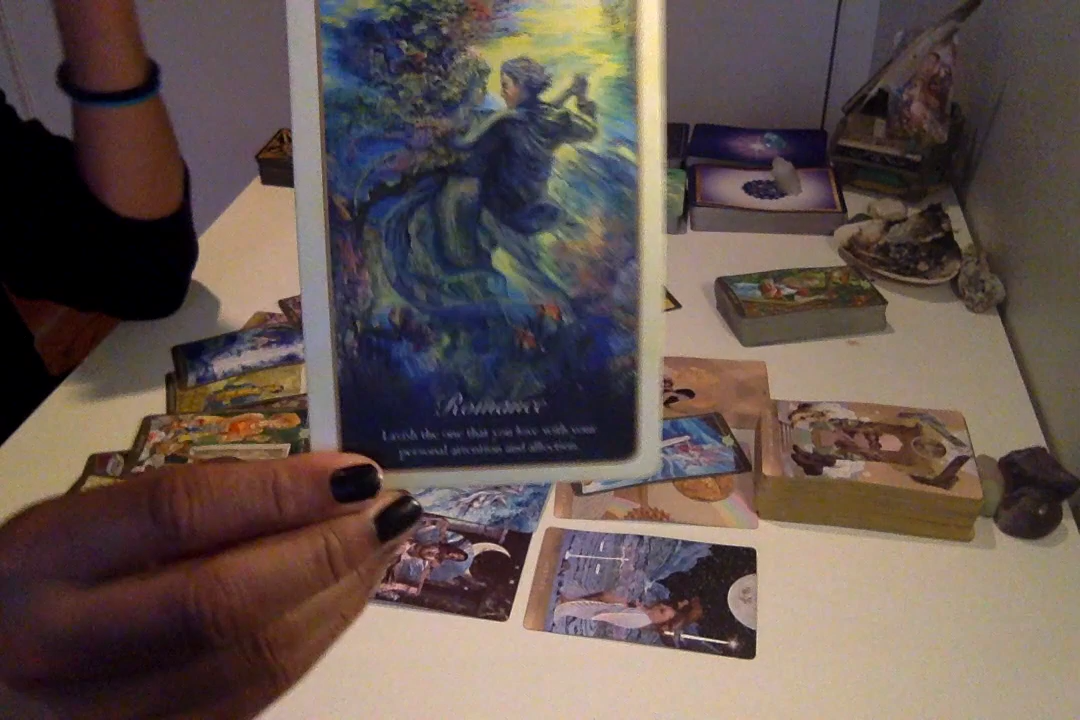 Romance
Lavish the one that you love with your
personal attention and affection.